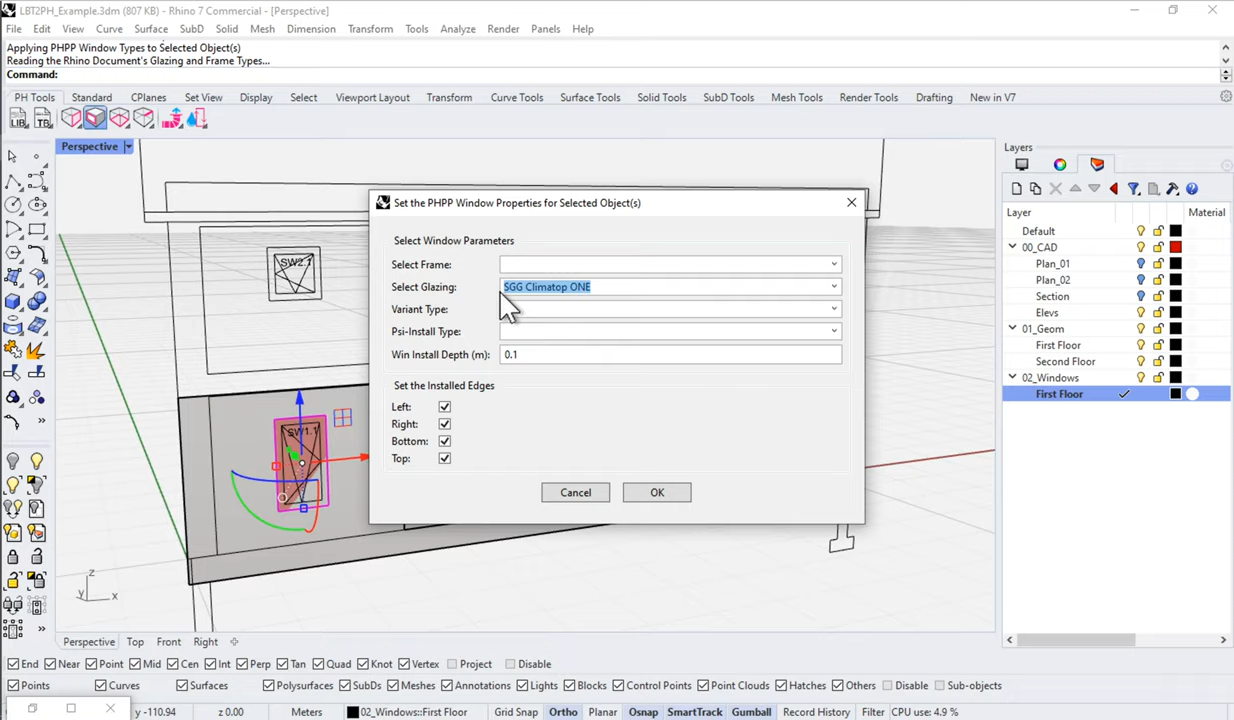 LBT2PH_Example.3dm (807 KB) - Rhino 7 Commercial - [Perspective]
File Edit View Curve Surface SubD Solid Mesh Dimension Transform Tools Analyze Render Panels Help
Applying PHPP Window Types to Selected Object(s)
Reading the Rhino Document's Glazing and Frame Types...
Command:
PH Tools Standard CPlanes Set View Display Select Viewport Layout Transform Curve Tools Surface Tools Solid Tools SubD Tools Mesh Tools Render Tools Drafting New in V7
LIB TB
Perspective
Layers
Layer Material
Default
00_CAD
Plan_01
Plan_02
Section
Elevs
01_Geom
First Floor
Second Floor
02_Windows
First Floor
SW2.1
SW1.1
Set the PHPP Window Properties for Selected Object(s)
Select Window Parameters
Select Frame:
Select Glazing: SGG Climatop ONE
Variant Type:
Psi-Install Type:
Win Install Depth (m): 0.1
Set the Installed Edges
Left:
Right:
Bottom:
Top:
Cancel OK
z
y x
Perspective Top Front Right
End Near Point Mid Cen Int Perp Tan Quad Knot Vertex Project Disable
Points Curves Surfaces Polysurfaces SubDs Meshes Annotations Lights Blocks Control Points Point Clouds Hatches Others Disable Sub-objects
y -110.94 z 0.00 Meters 02_Windows::First Floor Grid Snap Ortho Planar Osnap SmartTrack Gumball Record History Filter CPU use: 4.9 %